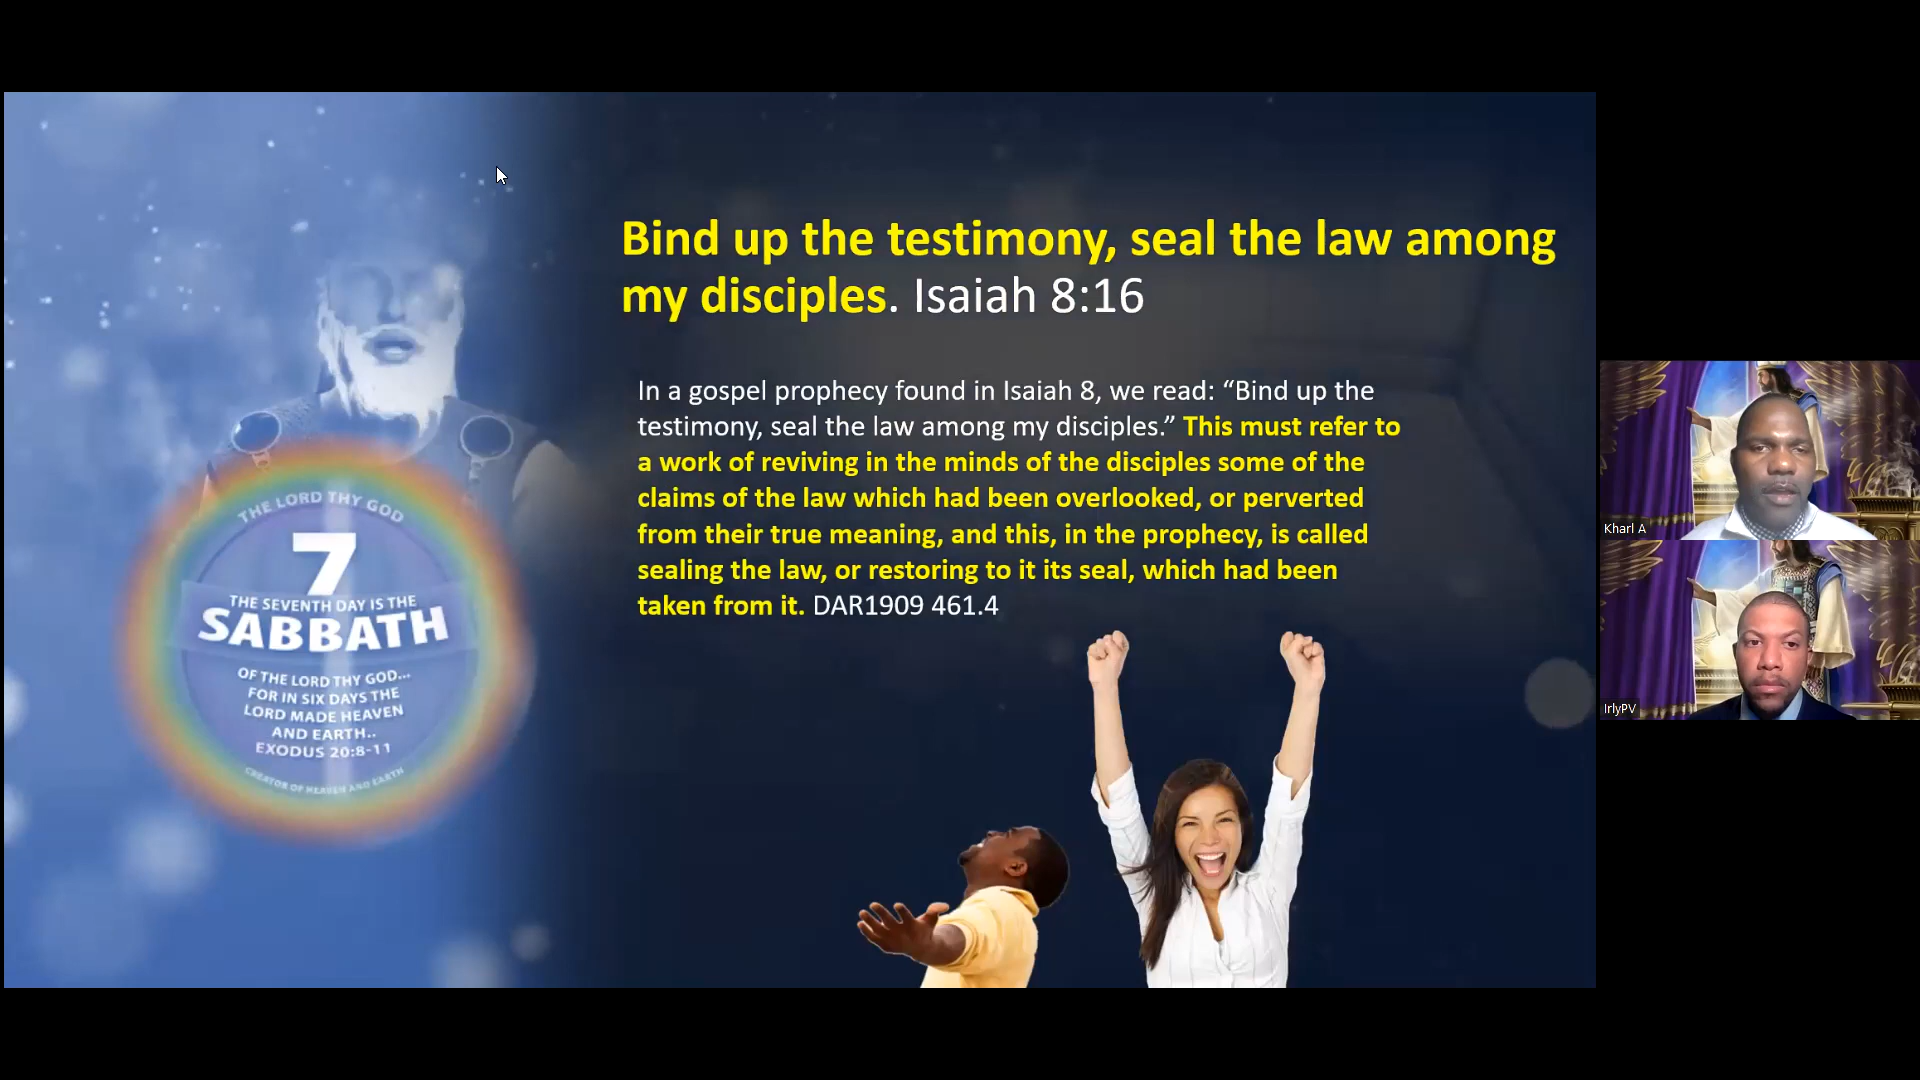 Bind up the testimony, seal the law among
my disciples. Isaiah 8:16
In a gospel prophecy found in Isaiah 8, we read: “Bind up the
testimony, seal the law among my disciples.” This must refer to
a work of reviving in the minds of the disciples some of the
claims of the law which had been overlooked, or perverted
from their true meaning, and this, in the prophecy, is called
sealing the law, or restoring to it its seal, which had been
taken from it. DAR1909 461.4
THE LORD THY GOD
7
THE SEVENTH DAY IS THE
SABBATH
OF THE LORD THY GOD...
FOR IN SIX DAYS THE
LORD MADE HEAVEN
AND EARTH..
EXODUS 20:8-11
CREATOR OF HEAVEN AND EARTH
Kharl A
IrlyPV